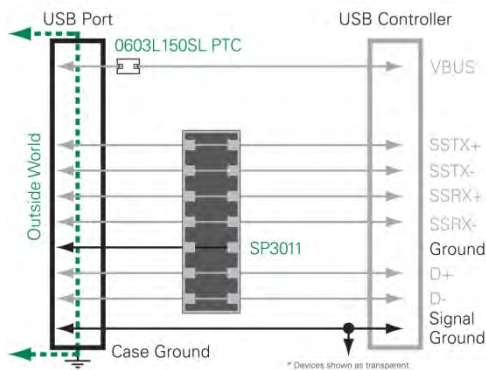 USB Port
USB Controller
0603L150SL PTC
VBUS
Outside World
SSTX+
SSTX-
SSRX+
SSRX-
SP3011
Ground
D+
D-
Signal
Ground
Case Ground
* Devices shown as transparent